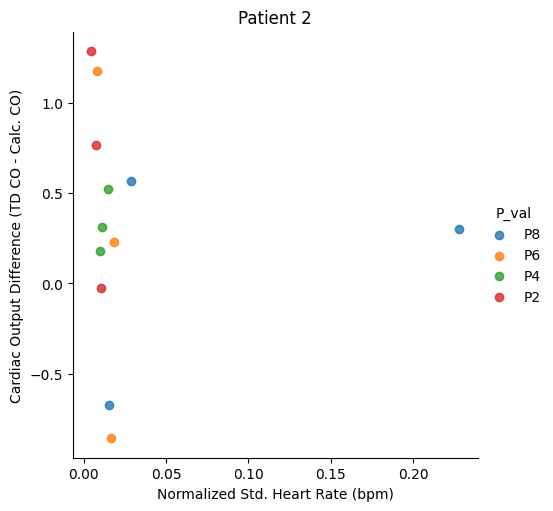 Patient 2
Cardiac Output Difference (TD CO - Calc. CO)
1.0
0.5
0.0
−0.5
0.00
0.05
0.10
0.15
0.20
Normalized Std. Heart Rate (bpm)
P_val
P8
P6
P4
P2